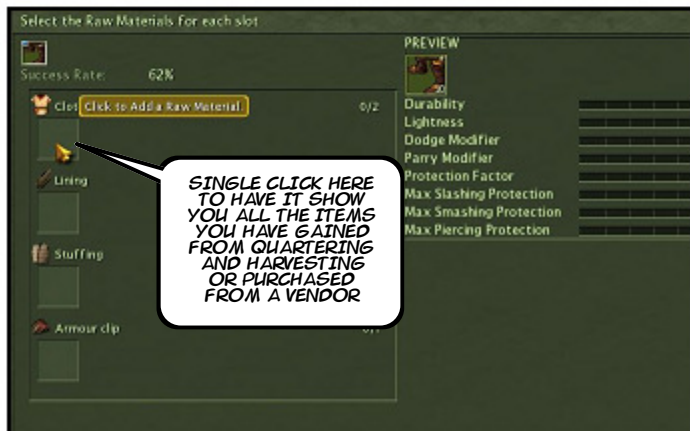 Select the Raw Materials for each slot
PREVIEW
50
Success Rate: 62%
Clot
Click to Add a Raw Material.
0/2
Lining
Stuffing
Armour clip
Durability
Lightness
Dodge Modifier
Parry Modifier
Protection Factor
Max Slashing Protection
Max Smashing Protection
Max Piercing Protection
SINGLE CLICK HERE
TO HAVE IT SHOW
YOU ALL THE ITEMS
YOU HAVE GAINED
FROM QUARTERING
AND HARVESTING
OR PURCHASED
FROM A VENDOR